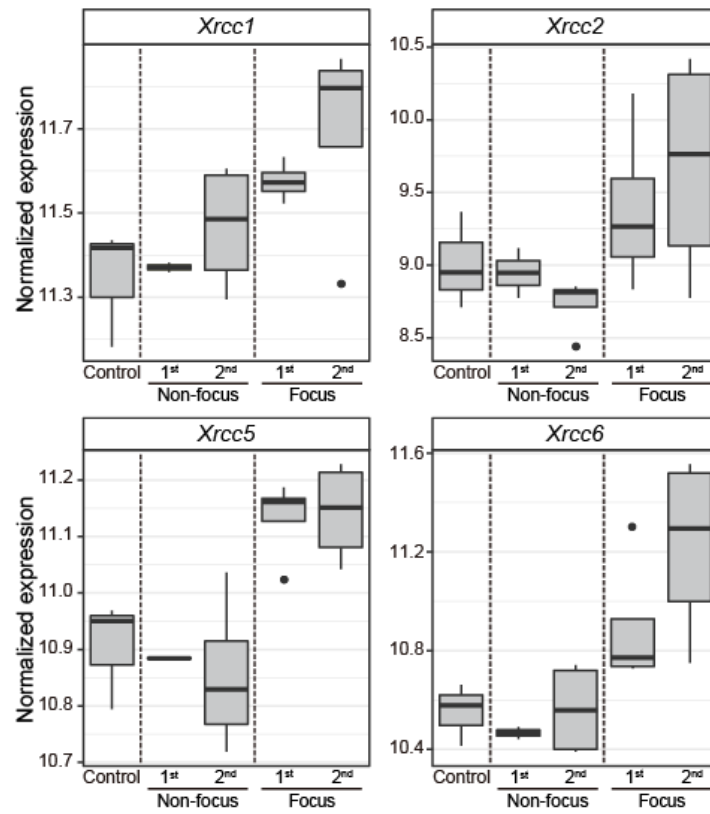 Xrcc1
Xrcc2
Normalized expression
11.7
11.5
11.3
10.5
10.0
9.5
9.0
8.5
Control 1st 2nd 1st 2nd
Non-focus Focus
Control 1st 2nd 1st 2nd
Non-focus Focus
Xrcc5
Xrcc6
Normalized expression
11.2
11.1
11.0
10.9
10.8
10.7
11.6
11.2
10.8
10.4
Control 1st 2nd 1st 2nd
Non-focus Focus
Control 1st 2nd 1st 2nd
Non-focus Focus